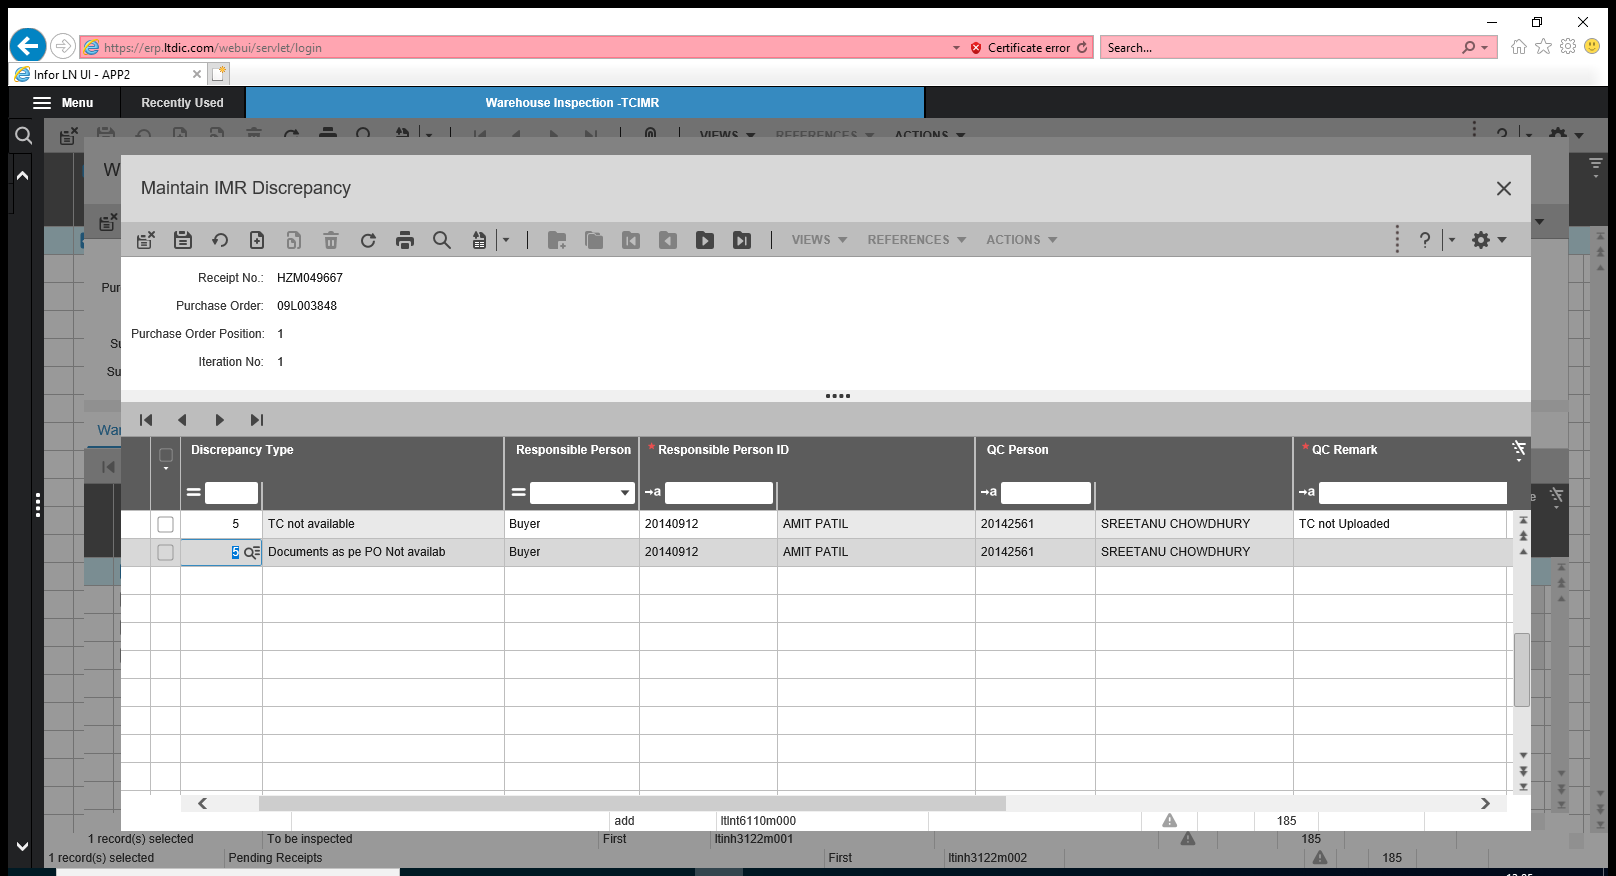 https://erp.ltdic.com/webui/servlet/login
Certificate error
Search...
Infor LN UI - APP2
Menu
Recently Used
Warehouse Inspection -TCIMR
VIEWS
REFERENCES
ACTIONS
W
Maintain IMR Discrepancy
VIEWS
REFERENCES
ACTIONS
Receipt No.: HZM049667
Purchase Order: 09L003848
Purchase Order Position: 1
Iteration No: 1
Pur
Su
Su
War
Discrepancy Type Responsible Person * Responsible Person ID QC Person * QC Remark
5 TC not available Buyer 20140912 AMIT PATIL 20142561 SREETANU CHOWDHURY TC not Uploaded
5 Documents as pe PO Not availab Buyer 20140912 AMIT PATIL 20142561 SREETANU CHOWDHURY
add ltlnt6110m000 185
1 record(s) selected To be inspected First ltinh3122m001 185
1 record(s) selected Pending Receipts First ltinh3122m002 185